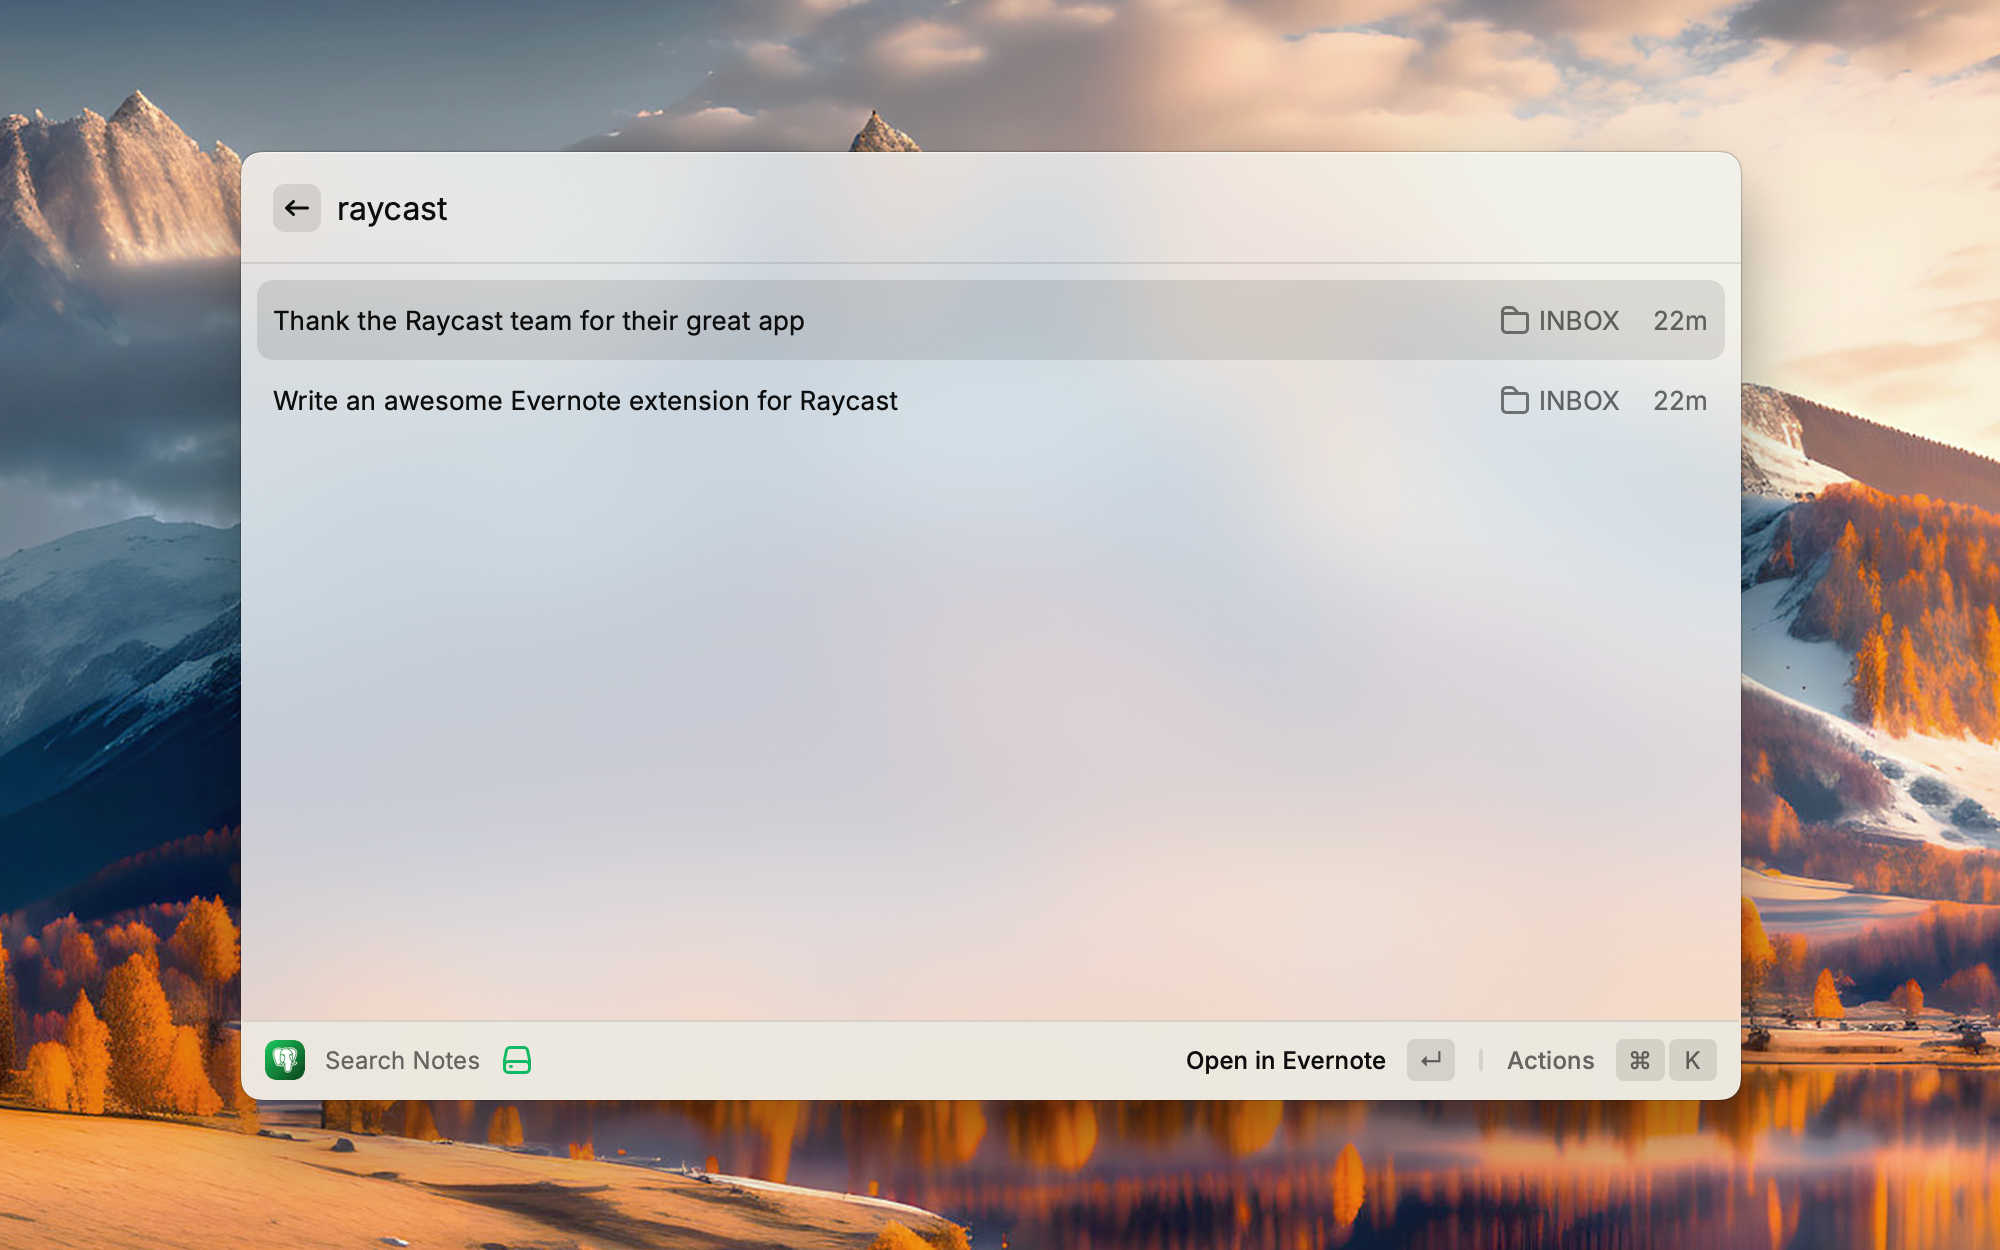 raycast
Thank the Raycast team for their great app INBOX 22m
Write an awesome Evernote extension for Raycast INBOX 22m
Search Notes Open in Evernote ↵ Actions ⌘ K